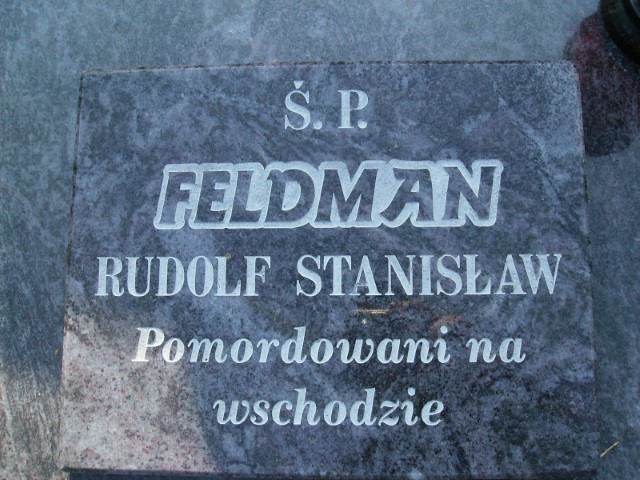 Ś. P.
FELDMAN
RUDOLF STANISŁAW
Pomordowani na
wschodzie